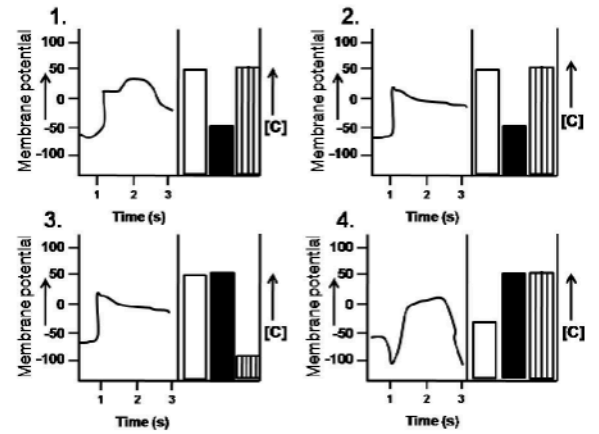 1.
Membrane potential
100
50
0
-50
-100
1 2 3
Time (s)
[C]
2.
Membrane potential
100
50
0
-50
-100
1 2 3
Time (s)
[C]
3.
Membrane potential
100
50
0
-50
-100
1 2 3
Time (s)
[C]
4.
Membrane potential
100
50
0
-50
-100
1 2 3
Time (s)
[C]